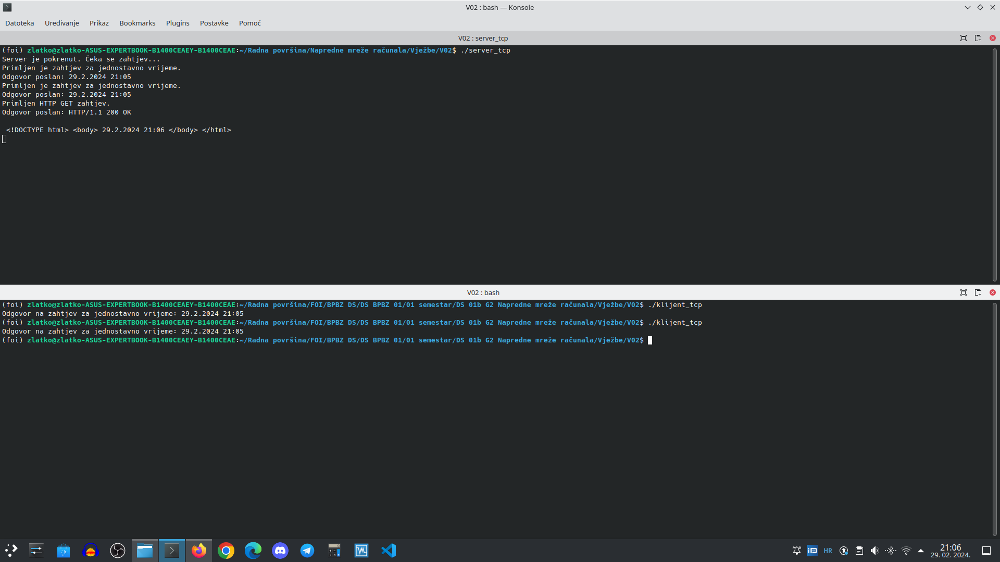 V02 : bash — Konsole
Datoteka Uređivanje Prikaz Bookmarks Plugins Postavke Pomoć
V02 : server_tcp
(foi) zlatko@zlatko-ASUS-EXPERTBOOK-B1400CEAEY-B1400CEAE:~/Radna površina/Napredne mreže računala/Vježbe/V02$ ./server_tcp
Server je pokrenut. Čeka se zahtjev...
Primljen je zahtjev za jednostavno vrijeme.
Odgovor poslan: 29.2.2024 21:05
Primljen je zahtjev za jednostavno vrijeme.
Odgovor poslan: 29.2.2024 21:05
Primljen HTTP GET zahtjev.
Odgovor poslan: HTTP/1.1 200 OK
<!DOCTYPE html> <body> 29.2.2024 21:06 </body> </html>
V02 : bash
(foi) zlatko@zlatko-ASUS-EXPERTBOOK-B1400CEAEY-B1400CEAE:~/Radna površina/FOI/BPBZ DS/DS BPBZ 01/01 semestar/DS 01b G2 Napredne mreže računala/Vježbe/V02$ ./klijent_tcp
Odgovor na zahtjev za jednostavno vrijeme: 29.2.2024 21:05
(foi) zlatko@zlatko-ASUS-EXPERTBOOK-B1400CEAEY-B1400CEAE:~/Radna površina/FOI/BPBZ DS/DS BPBZ 01/01 semestar/DS 01b G2 Napredne mreže računala/Vježbe/V02$ ./klijent_tcp
Odgovor na zahtjev za jednostavno vrijeme: 29.2.2024 21:05
(foi) zlatko@zlatko-ASUS-EXPERTBOOK-B1400CEAEY-B1400CEAE:~/Radna površina/FOI/BPBZ DS/DS BPBZ 01/01 semestar/DS 01b G2 Napredne mreže računala/Vježbe/V02$
HR
21:06
29. 02. 2024.